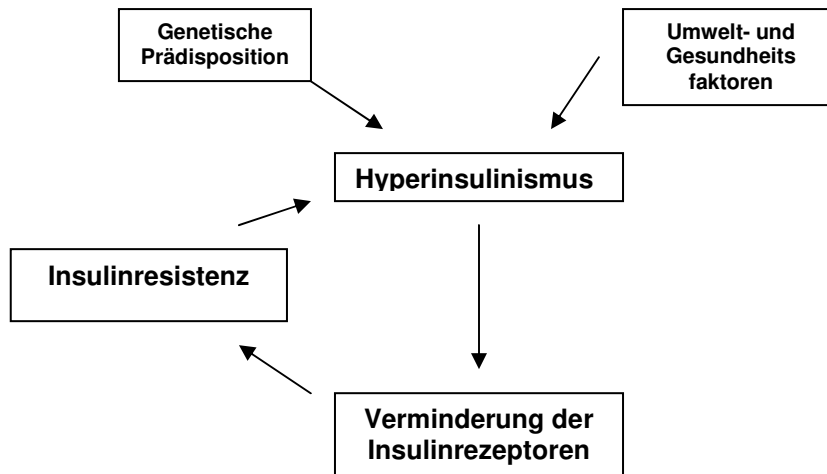 Genetische
Prädisposition
Umwelt- und
Gesundheits
faktoren
Hyperinsulinismus
Insulinresistenz
Verminderung der
Insulinrezeptoren